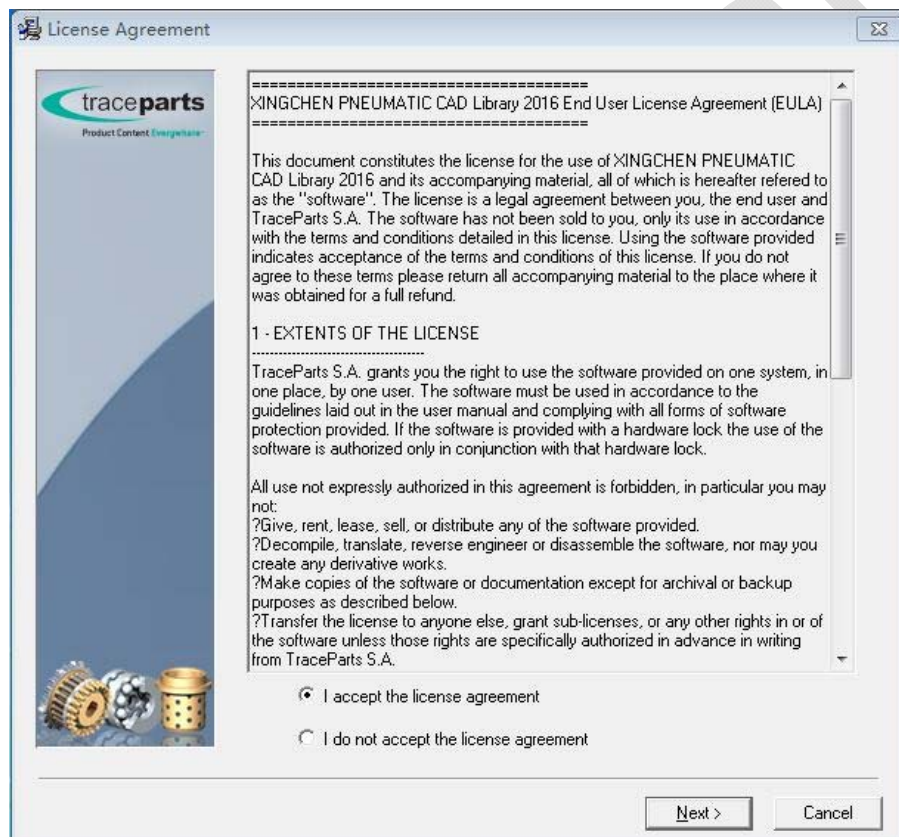 License Agreement
traceparts
Product Content Everywhere
=======================================
XINGCHEN PNEUMATIC CAD Library 2016 End User License Agreement (EULA)
=======================================
This document constitutes the license for the use of XINGCHEN PNEUMATIC
CAD Library 2016 and its accompanying material, all of which is hereafter refered to
as the "software". The license is a legal agreement between you, the end user and
TraceParts S.A. The software has not been sold to you, only its use in accordance
with the terms and conditions detailed in this license. Using the software provided
indicates acceptance of the terms and conditions of this license. If you do not
agree to these terms please return all accompanying material to the place where it
was obtained for a full refund.
1 - EXTENTS OF THE LICENSE
---------------------------------------
TraceParts S.A. grants you the right to use the software provided on one system, in
one place, by one user. The software must be used in accordance to the
guidelines laid out in the user manual and complying with all forms of software
protection provided. If the software is provided with a hardware lock the use of the
software is authorized only in conjunction with that hardware lock.
All use not expressly authorized in this agreement is forbidden, in particular you may
not:
?Give, rent, lease, sell, or distribute any of the software provided.
?Decompile, translate, reverse engineer or disassemble the software, nor may you
create any derivative works.
?Make copies of the software or documentation except for archival or backup
purposes as described below.
?Transfer the license to anyone else, grant sub-licenses, or any other rights in or of
the software unless those rights are specifically authorized in advance in writing
from TraceParts S.A.
I accept the license agreement
I do not accept the license agreement
Next >
Cancel